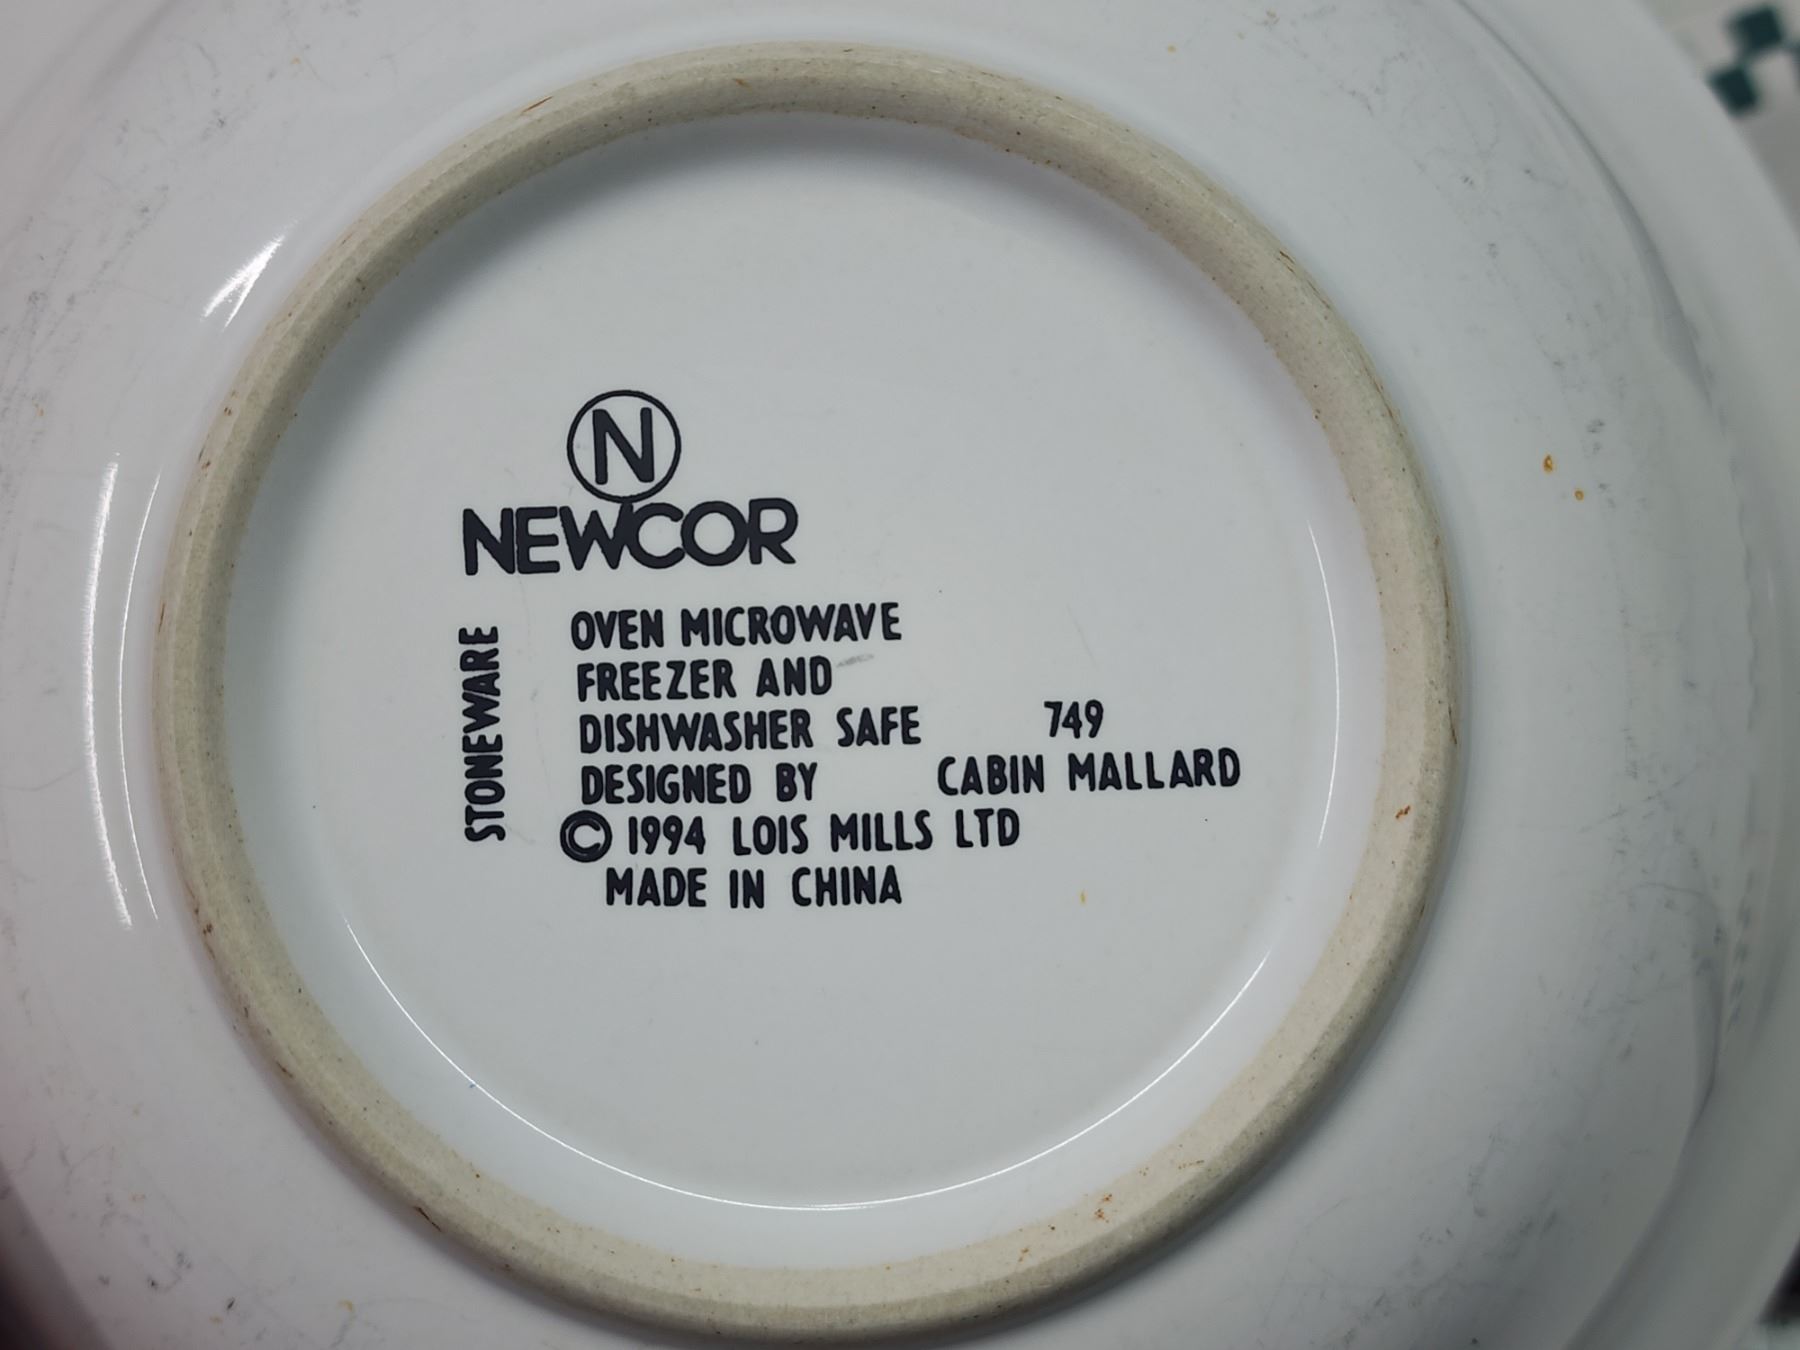 N
NEWCOR
STONEWARE
OVEN MICROWAVE
FREEZER AND
DISHWASHER SAFE
DESIGNED BY
749
CABIN MALLARD
© 1994 LOIS MILLS LTD
MADE IN CHINA